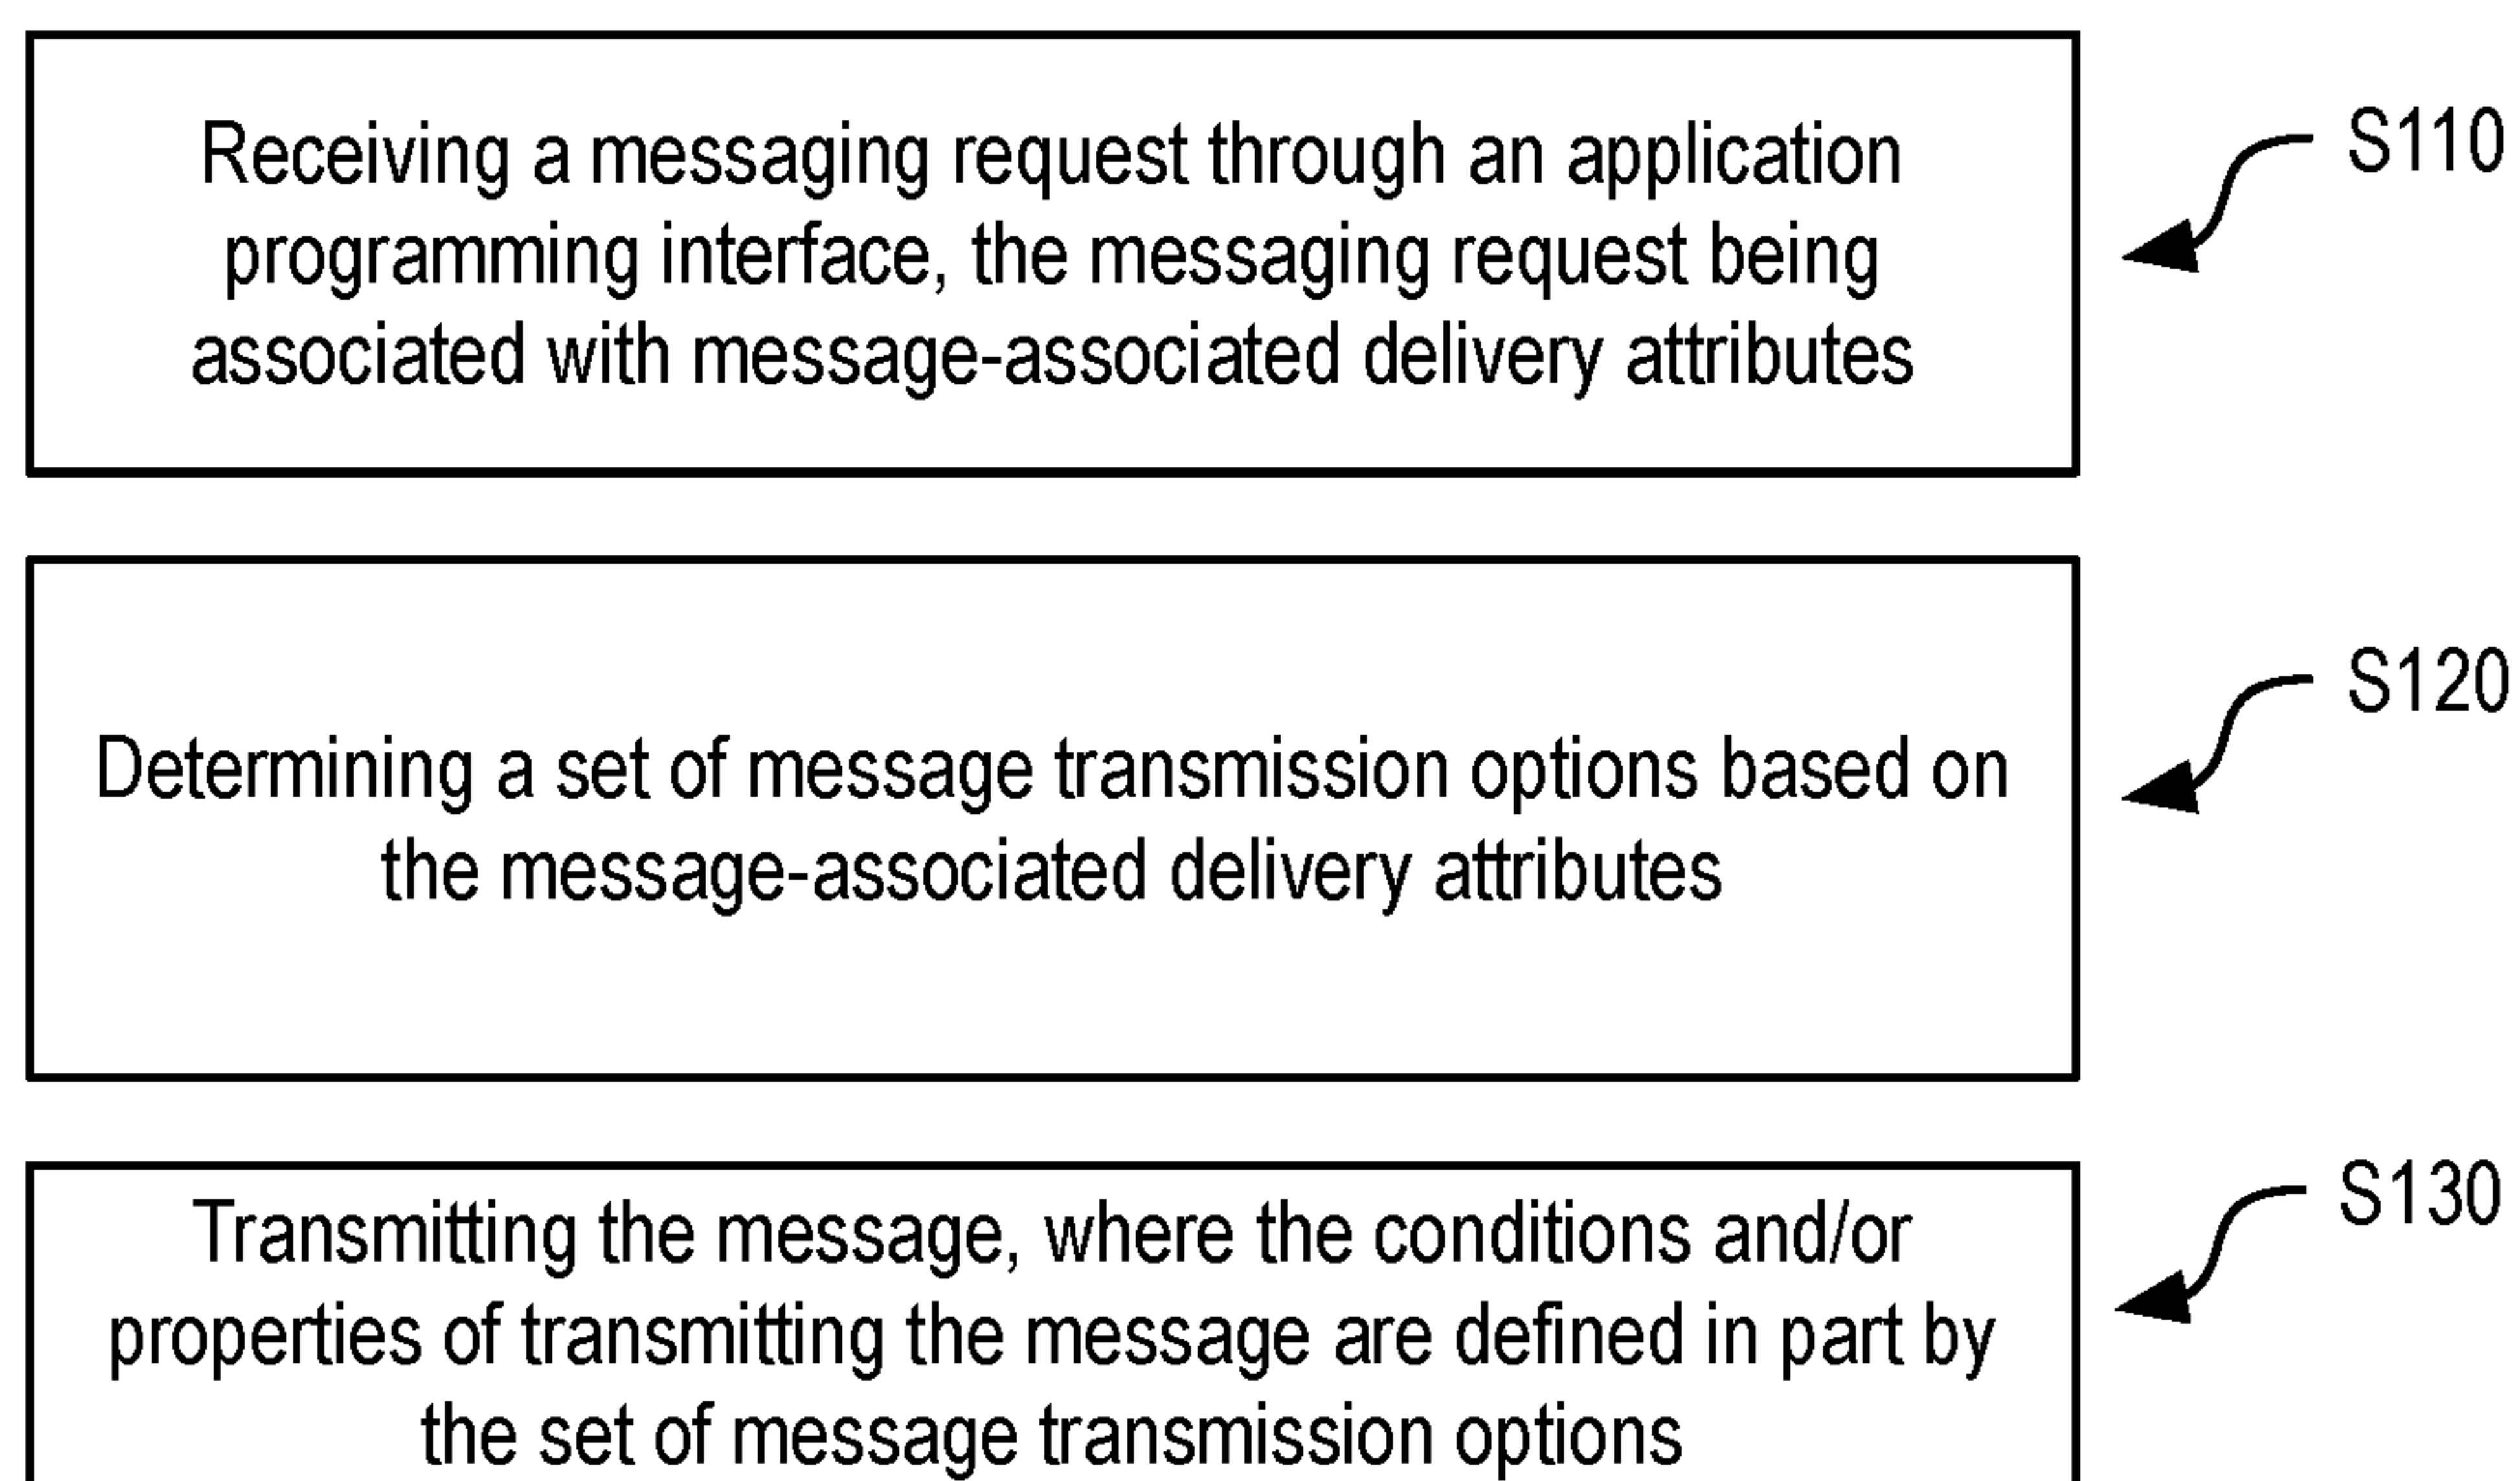 Receiving a messaging request through an application
programming interface, the messaging request being
associated with message-associated delivery attributes
S110
Determining a set of message transmission options based on
the message-associated delivery attributes
S120
Transmitting the message, where the conditions and/or
properties of transmitting the message are defined in part by
the set of message transmission options
S130